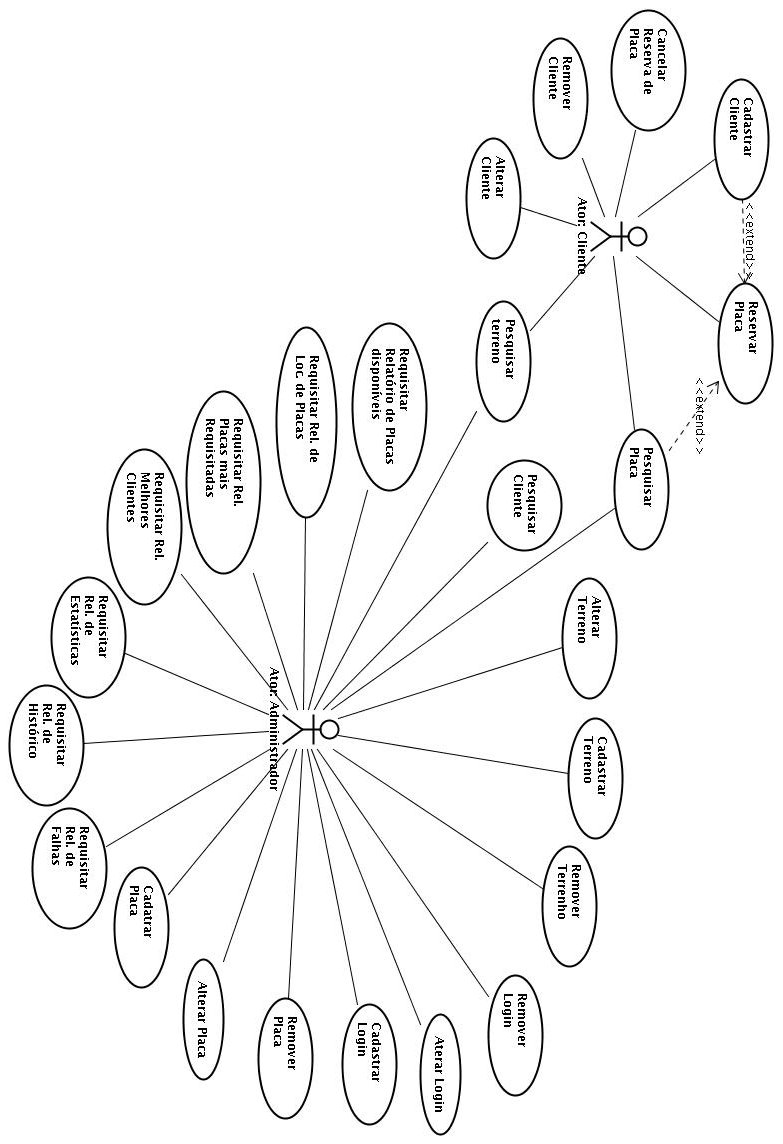 Cadastrar
Cliente
<<extend>>
Reservar
Placa
Cancelar
Reserva de
Placa
Remover
Cliente
Alterar
Cliente
Ator: Cliente
<<extend>>
Pesquisar
Placa
Pesquisar
terreno
Pesquisar
Cliente
Requisitar
Relatório de Placas
disponíveis
Requisitar Rel. de
Loc. de Placas
Requisitar Rel.
Placas mais
Requisitadas
Requisitar Rel.
Melhores
Clientes
Requisitar
Rel. de
Estatísticas
Requisitar
Rel. de
Histórico
Requisitar
Rel. de
Falhas
Ator: Administrador
Alterar
Terreno
Cadastrar
Terreno
Remover
Terrenho
Remover
Login
Aterar Login
Cadastrar
Login
Remover
Placa
Alterar Placa
Cadatrar
Placa